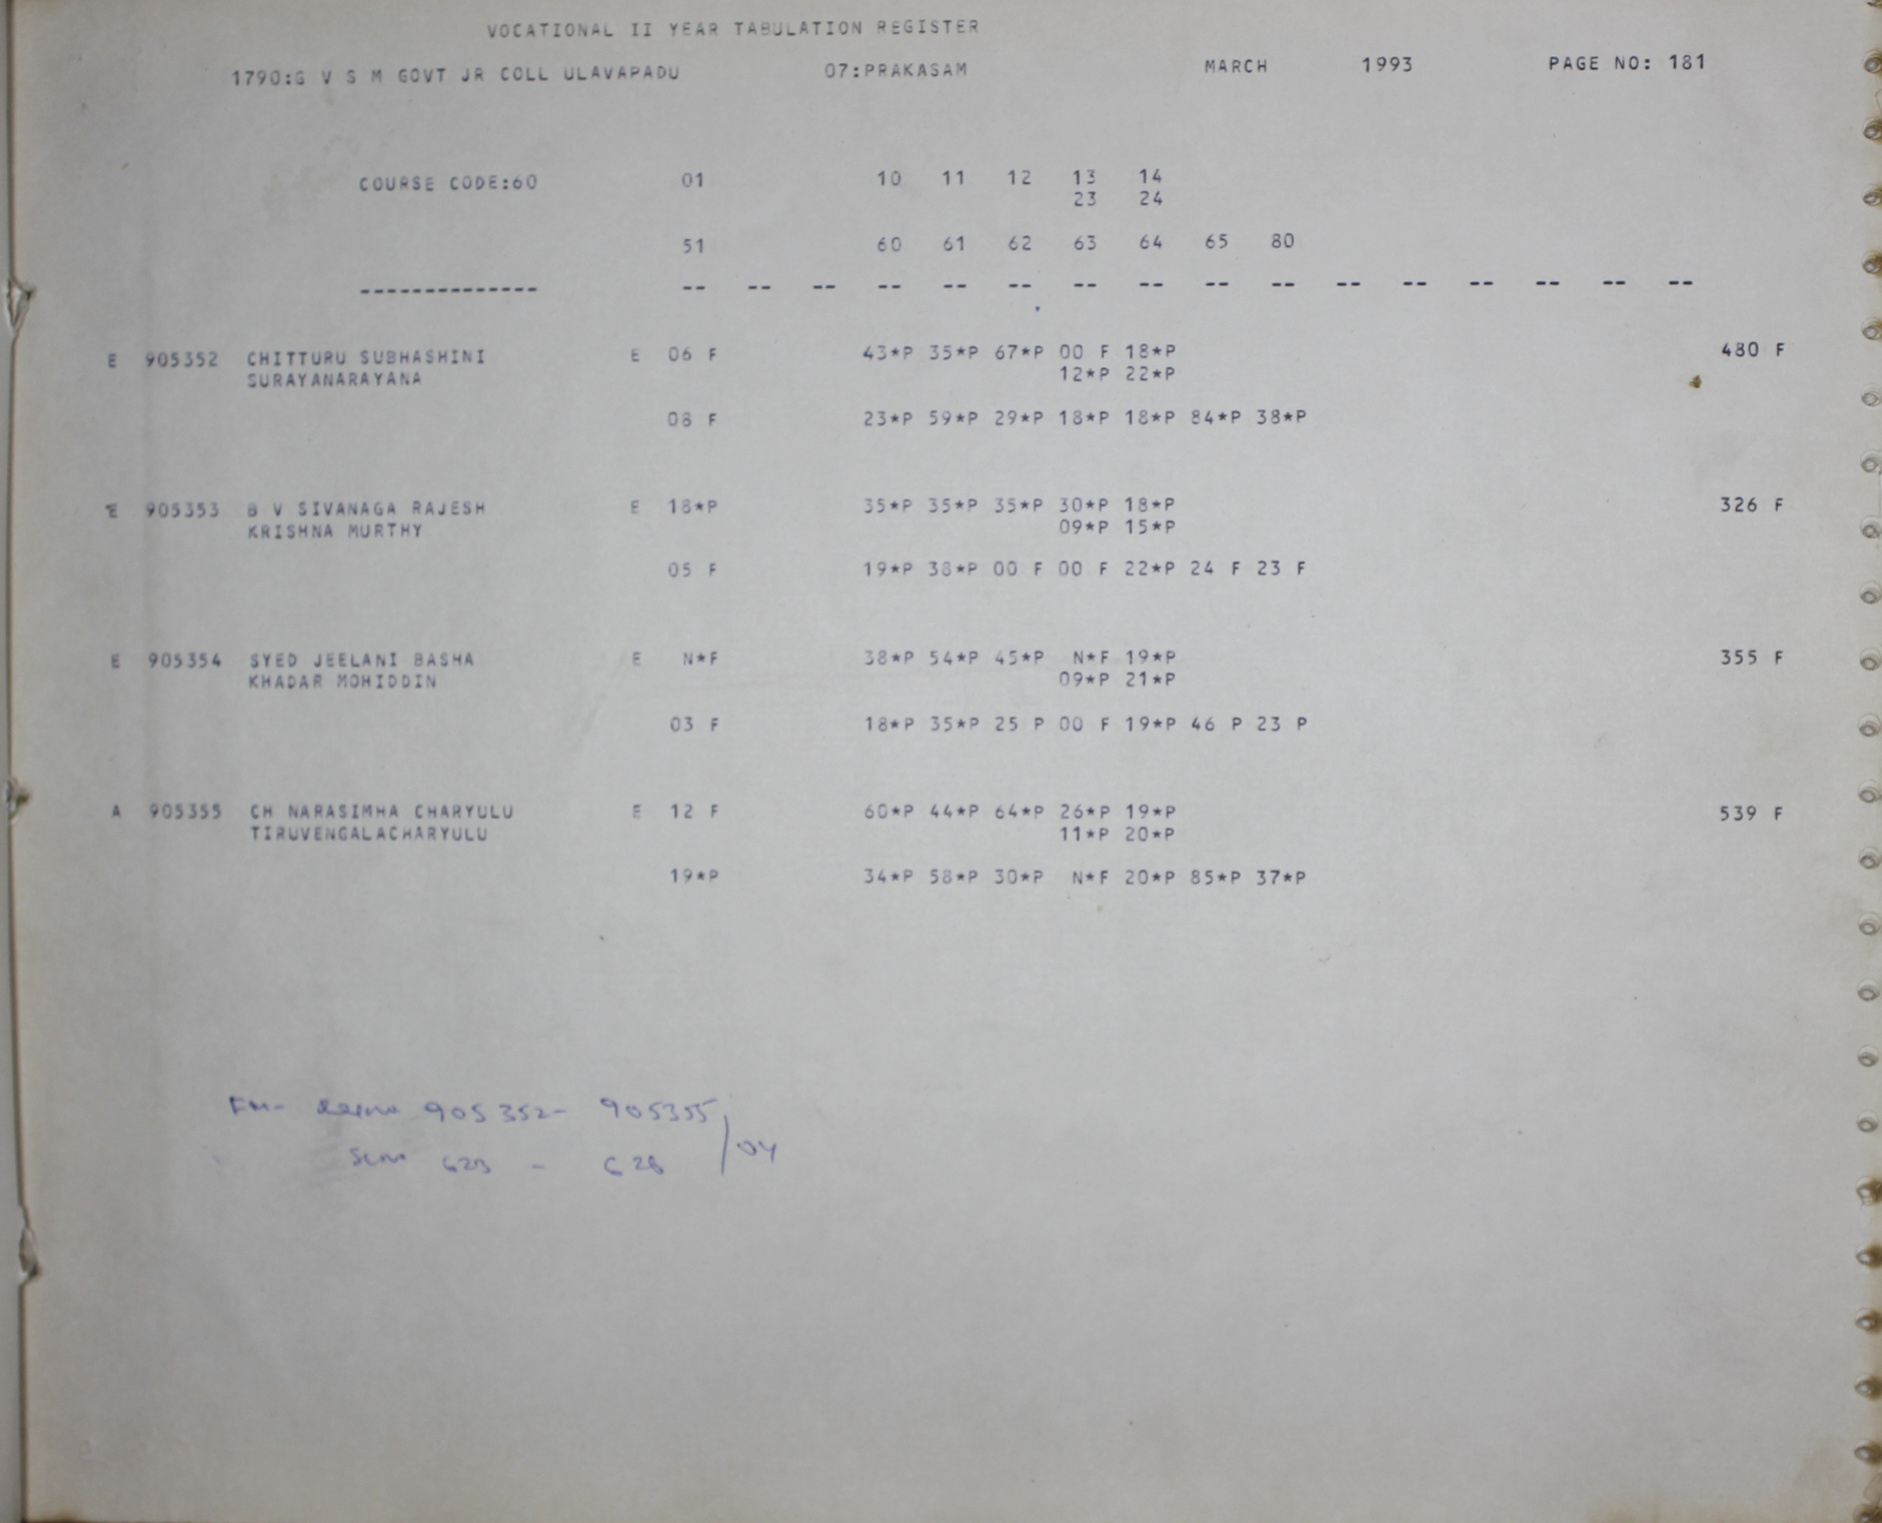 VOCATIONAL II YEAR TABULATION REGISTER
1790:G V S M GOVT JR COLL ULAVAPADU 07:PRAKASAM MARCH 1993 PAGE NO: 181
COURSE CODE:60 01 10 11 12 13 14
23 24
51 60 61 62 63 64 65 80
-------------- -- -- -- -- -- -- -- -- -- -- -- -- -- -- -- --
E 905352 CHITTURU SUBHASHINI E 06 F 43*P 35*P 67*P 00 F 18*P 480 F
SURAYANARAYANA 12*P 22*P
08 F 23*P 59*P 29*P 18*P 18*P 84*P 38*P
E 905353 B V SIVANAGA RAJESH E 18*P 35*P 35*P 35*P 30*P 18*P 326 F
KRISHNA MURTHY 09*P 15*P
05 F 19*P 38*P 00 F 00 F 22*P 24 F 23 F
E 905354 SYED JEELANI BASHA E N*F 38*P 54*P 45*P N*F 19*P 355 F
KHADAR MOHIDDIN 09*P 21*P
03 F 18*P 35*P 25 P 00 F 19*P 46 P 23 P
A 905355 CH NARASIMHA CHARYULU E 12 F 60*P 44*P 64*P 26*P 19*P 539 F
TIRUVENGALACHARYULU 11*P 20*P
19*P 34*P 58*P 30*P N*F 20*P 85*P 37*P
905352- 905355
- 628 /04